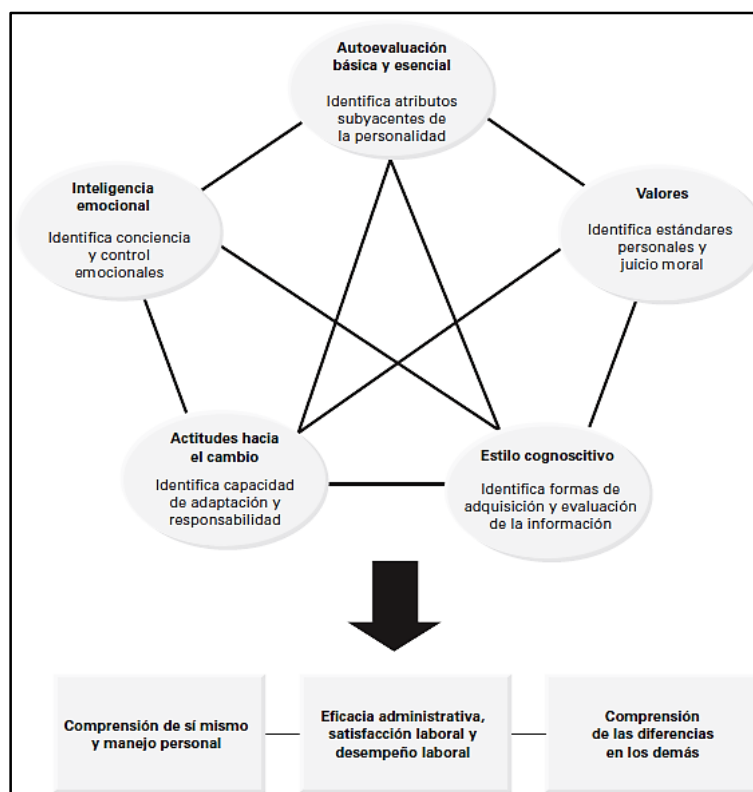 Autoevaluación
básica y esencial
Identifica atributos
subyacentes de
la personalidad
Inteligencia
emocional
Identifica conciencia
y control
emocionales
Valores
Identifica estándares
personales y
juicio moral
Actitudes hacia
el cambio
Identifica capacidad
de adaptación y
responsabilidad
Estilo cognoscitivo
Identifica formas de
adquisición y evaluación
de la información
Comprensión de sí mismo
y manejo personal
Eficacia administrativa,
satisfacción laboral y
desempeño laboral
Comprensión
de las diferencias
en los demás